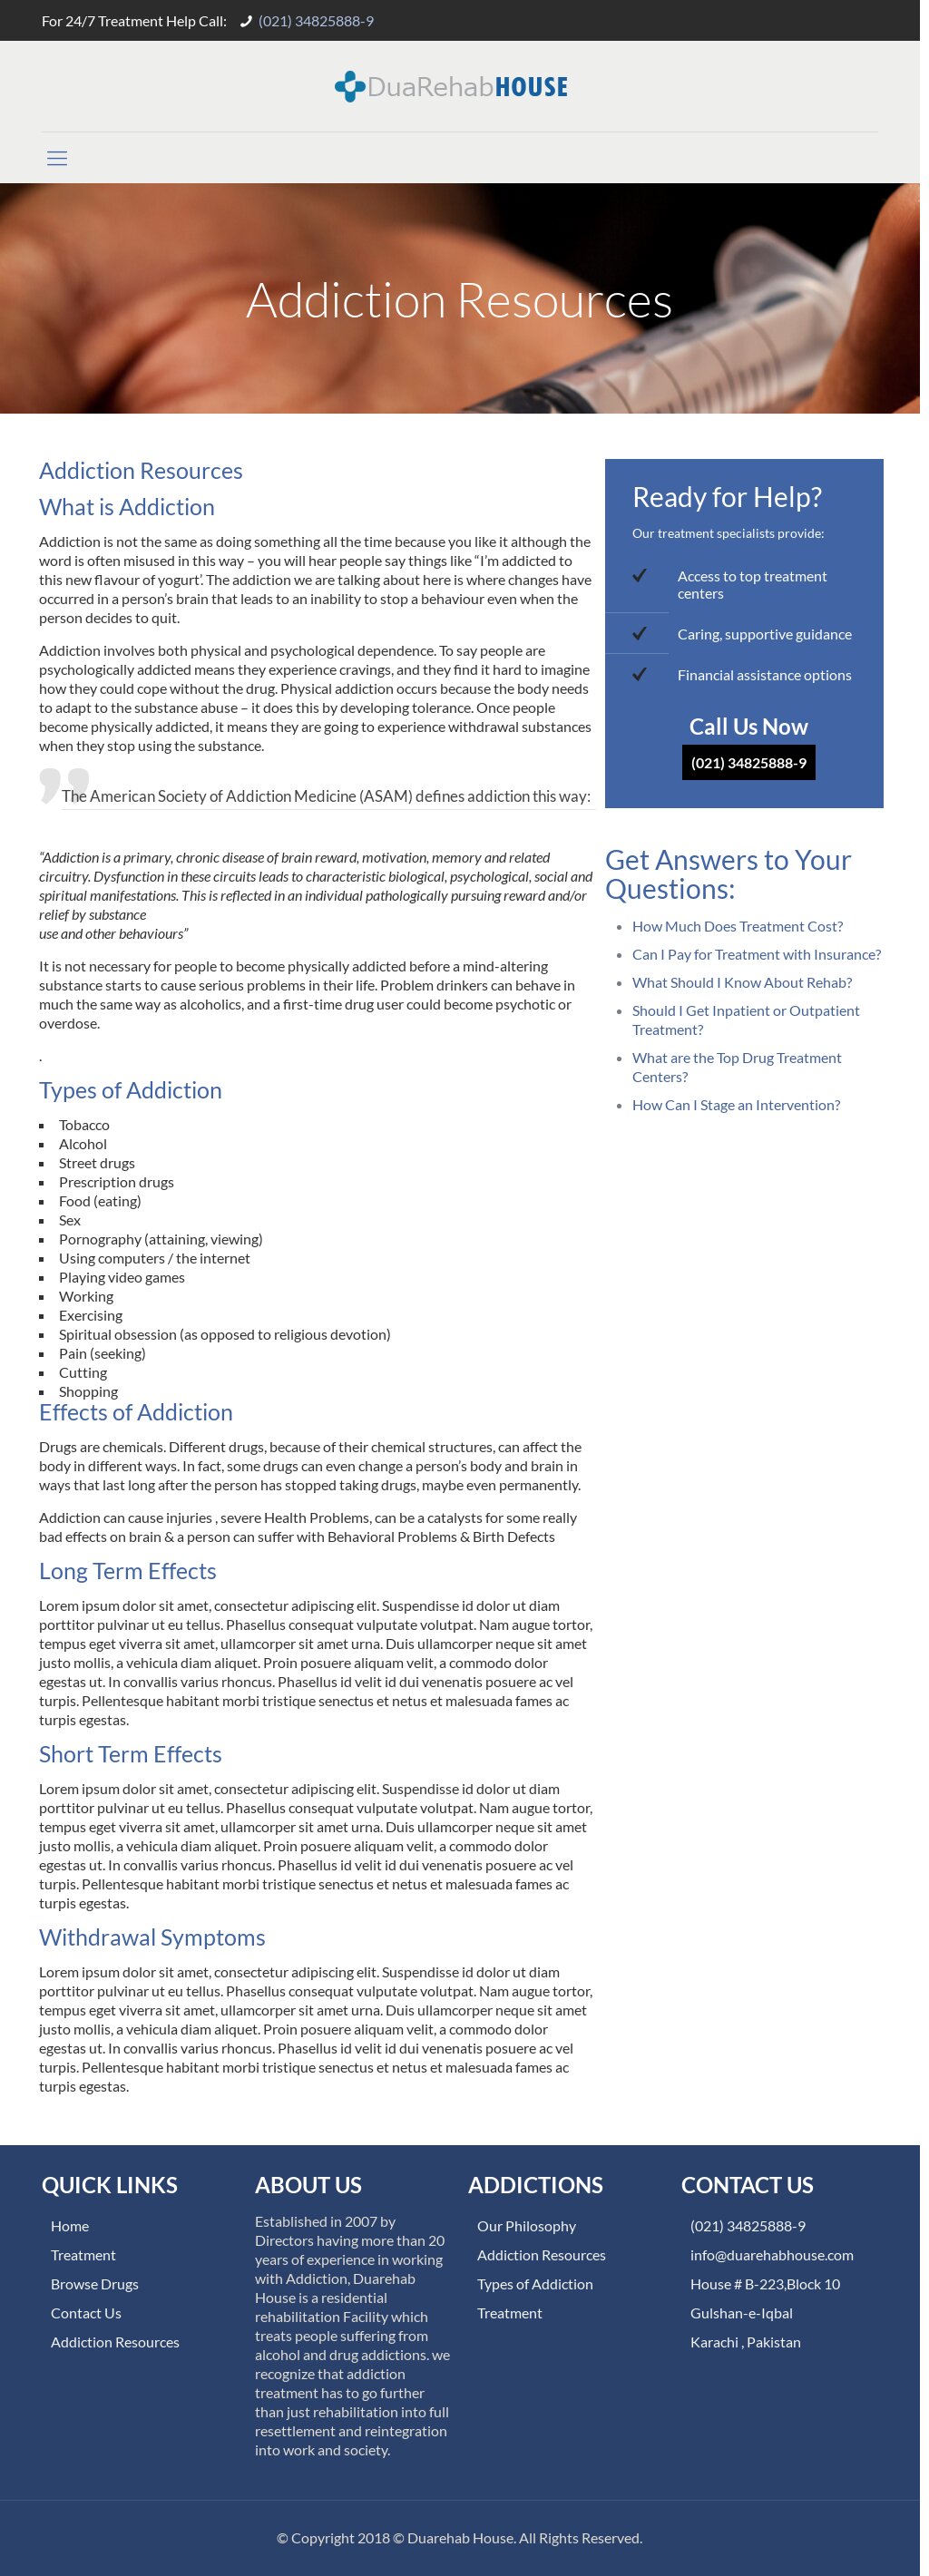 For 24/7 Treatment Help Call: (021) 34825888-9
DuaRehabHOUSE
Addiction Resources
Addiction Resources
What is Addiction
Addiction is not the same as doing something all the time because you like it although the
word is often misused in this way – you will hear people say things like “I’m addicted to
this new flavour of yogurt’. The addiction we are talking about here is where changes have
occurred in a person’s brain that leads to an inability to stop a behaviour even when the
person decides to quit.
Addiction involves both physical and psychological dependence. To say people are
psychologically addicted means they experience cravings, and they find it hard to imagine
how they could cope without the drug. Physical addiction occurs because the body needs
to adapt to the substance abuse – it does this by developing tolerance. Once people
become physically addicted, it means they are going to experience withdrawal substances
when they stop using the substance.
The American Society of Addiction Medicine (ASAM) defines addiction this way:
“Addiction is a primary, chronic disease of brain reward, motivation, memory and related
circuitry. Dysfunction in these circuits leads to characteristic biological, psychological, social and
spiritual manifestations. This is reflected in an individual pathologically pursuing reward and/or
relief by substance
use and other behaviours”
It is not necessary for people to become physically addicted before a mind-altering
substance starts to cause serious problems in their life. Problem drinkers can behave in
much the same way as alcoholics, and a first-time drug user could become psychotic or
overdose.
.
Types of Addiction
Tobacco
Alcohol
Street drugs
Prescription drugs
Food (eating)
Sex
Pornography (attaining, viewing)
Using computers / the internet
Playing video games
Working
Exercising
Spiritual obsession (as opposed to religious devotion)
Pain (seeking)
Cutting
Shopping
Effects of Addiction
Drugs are chemicals. Different drugs, because of their chemical structures, can affect the
body in different ways. In fact, some drugs can even change a person’s body and brain in
ways that last long after the person has stopped taking drugs, maybe even permanently.
Addiction can cause injuries , severe Health Problems, can be a catalysts for some really
bad effects on brain & a person can suffer with Behavioral Problems & Birth Defects
Long Term Effects
Lorem ipsum dolor sit amet, consectetur adipiscing elit. Suspendisse id dolor ut diam
porttitor pulvinar ut eu tellus. Phasellus consequat vulputate volutpat. Nam augue tortor,
tempus eget viverra sit amet, ullamcorper sit amet urna. Duis ullamcorper neque sit amet
justo mollis, a vehicula diam aliquet. Proin posuere aliquam velit, a commodo dolor
egestas ut. In convallis varius rhoncus. Phasellus id velit id dui venenatis posuere ac vel
turpis. Pellentesque habitant morbi tristique senectus et netus et malesuada fames ac
turpis egestas.
Short Term Effects
Lorem ipsum dolor sit amet, consectetur adipiscing elit. Suspendisse id dolor ut diam
porttitor pulvinar ut eu tellus. Phasellus consequat vulputate volutpat. Nam augue tortor,
tempus eget viverra sit amet, ullamcorper sit amet urna. Duis ullamcorper neque sit amet
justo mollis, a vehicula diam aliquet. Proin posuere aliquam velit, a commodo dolor
egestas ut. In convallis varius rhoncus. Phasellus id velit id dui venenatis posuere ac vel
turpis. Pellentesque habitant morbi tristique senectus et netus et malesuada fames ac
turpis egestas.
Withdrawal Symptoms
Lorem ipsum dolor sit amet, consectetur adipiscing elit. Suspendisse id dolor ut diam
porttitor pulvinar ut eu tellus. Phasellus consequat vulputate volutpat. Nam augue tortor,
tempus eget viverra sit amet, ullamcorper sit amet urna. Duis ullamcorper neque sit amet
justo mollis, a vehicula diam aliquet. Proin posuere aliquam velit, a commodo dolor
egestas ut. In convallis varius rhoncus. Phasellus id velit id dui venenatis posuere ac vel
turpis. Pellentesque habitant morbi tristique senectus et netus et malesuada fames ac
turpis egestas.
Ready for Help?
Our treatment specialists provide:
Access to top treatment
centers
Caring, supportive guidance
Financial assistance options
Call Us Now
(021) 34825888-9
Get Answers to Your
Questions:
How Much Does Treatment Cost?
Can I Pay for Treatment with Insurance?
What Should I Know About Rehab?
Should I Get Inpatient or Outpatient
Treatment?
What are the Top Drug Treatment
Centers?
How Can I Stage an Intervention?
QUICK LINKS
Home
Treatment
Browse Drugs
Contact Us
Addiction Resources
ABOUT US
Established in 2007 by
Directors having more than 20
years of experience in working
with Addiction, Duarehab
House is a residential
rehabilitation Facility which
treats people suffering from
alcohol and drug addictions. we
recognize that addiction
treatment has to go further
than just rehabilitation into full
resettlement and reintegration
into work and society.
ADDICTIONS
Our Philosophy
Addiction Resources
Types of Addiction
Treatment
CONTACT US
(021) 34825888-9
info@duarehabhouse.com
House # B-223,Block 10
Gulshan-e-Iqbal
Karachi , Pakistan
© Copyright 2018 © Duarehab House. All Rights Reserved.